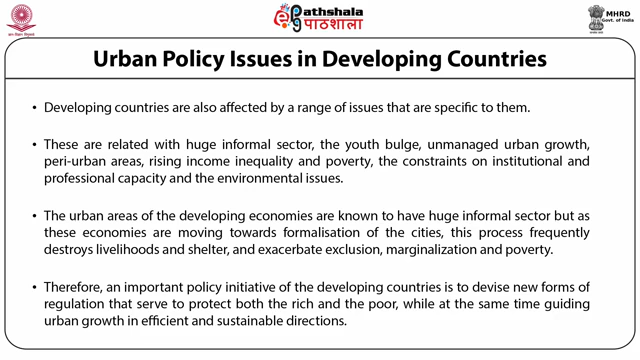 Pathshala
पाठशाला
MHRD
Govt. of India
Urban Policy Issues in Developing Countries
• Developing countries are also affected by a range of issues that are specific to them.
• These are related with huge informal sector, the youth bulge, unmanaged urban growth,
peri-urban areas, rising income inequality and poverty, the constraints on institutional and
professional capacity and the environmental issues.
• The urban areas of the developing economies are known to have huge informal sector but as
these economies are moving towards formalisation of the cities, this process frequently
destroys livelihoods and shelter, and exacerbate exclusion, marginalization and poverty.
• Therefore, an important policy initiative of the developing countries is to devise new forms of
regulation that serve to protect both the rich and the poor, while at the same time guiding
urban growth in efficient and sustainable directions.